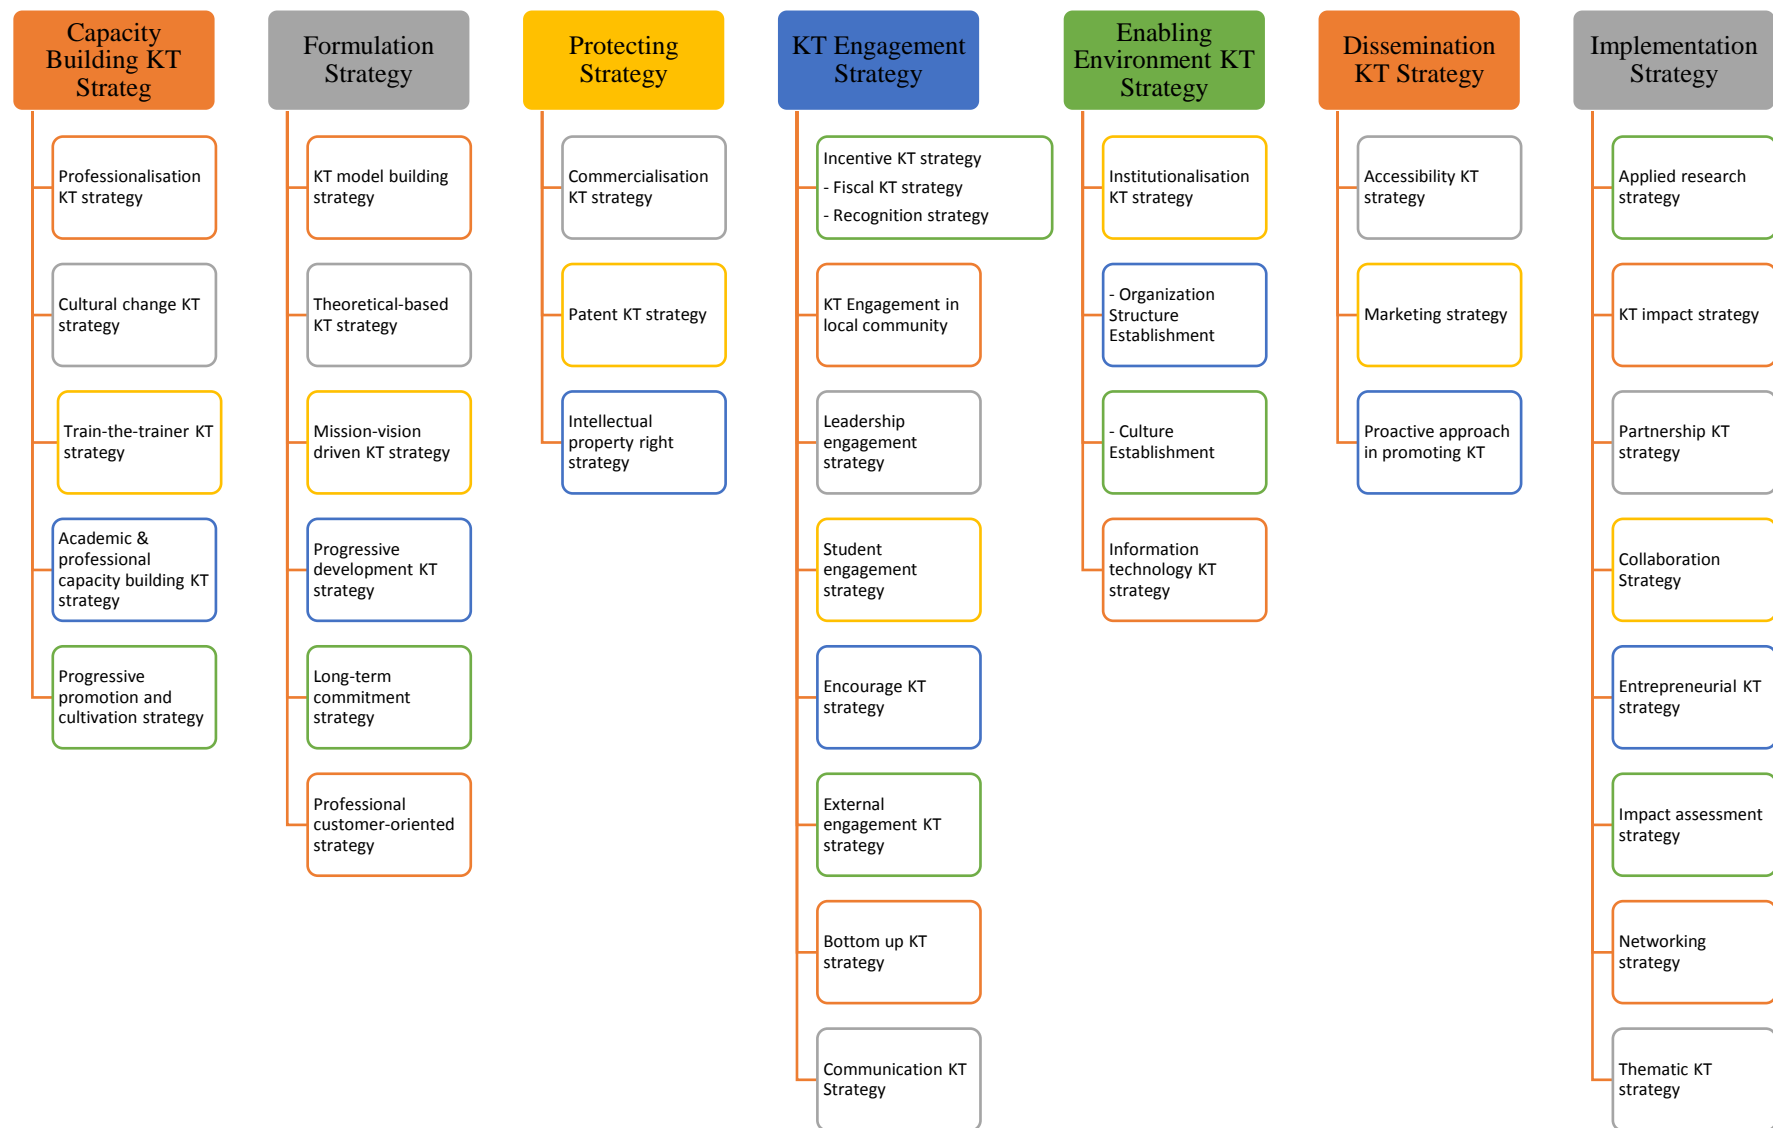 Capacity
Building KT
Strateg
Professionalisation
KT strategy
Cultural change KT
strategy
Train-the-trainer KT
strategy
Academic &
professional
capacity building KT
strategy
Progressive
promotion and
cultivation strategy
Formulation
Strategy
KT model building
strategy
Theoretical-based
KT strategy
Mission-vision
driven KT strategy
Progressive
development KT
strategy
Long-term
commitment
strategy
Professional
customer-oriented
strategy
Protecting
Strategy
Commercialisation
KT strategy
Patent KT strategy
Intellectual
property right
strategy
KT Engagement
Strategy
Incentive KT strategy
- Fiscal KT strategy
- Recognition strategy
KT Engagement in
local community
Leadership
engagement
strategy
Student
engagement
strategy
Encourage KT
strategy
External
engagement KT
strategy
Bottom up KT
strategy
Communication KT
Strategy
Enabling
Environment KT
Strategy
Institutionalisation
KT strategy
- Organization
Structure
Establishment
- Culture
Establishment
Information
technology KT
strategy
Dissemination
KT Strategy
Accessibility KT
strategy
Marketing strategy
Proactive approach
in promoting KT
Implementation
Strategy
Applied research
strategy
KT impact strategy
Partnership KT
strategy
Collaboration
Strategy
Entrepreneurial KT
strategy
Impact assessment
strategy
Networking
strategy
Thematic KT
strategy